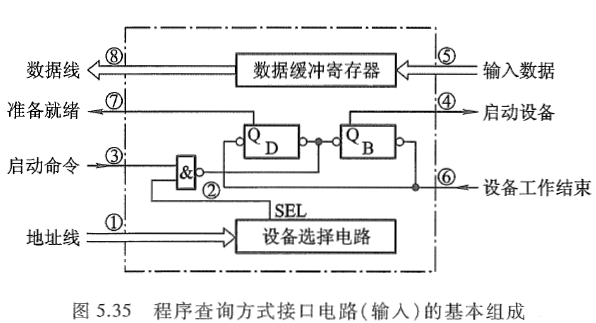 ⑧ ⑤
数据线 数据缓冲寄存器 输入数据
⑦ ④
准备就绪 启动设备
Q D Q B
启动命令 ③ &
② ⑥ 设备工作结束
① SEL
地址线 设备选择电路
图 5.35 程序查询方式接口电路(输入)的基本组成